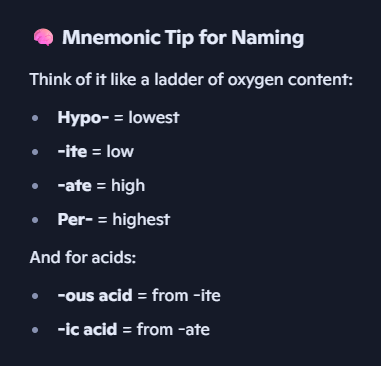 🧠 Mnemonic Tip for Naming
Think of it like a ladder of oxygen content:
• Hypo- = lowest
• -ite = low
• -ate = high
• Per- = highest
And for acids:
• -ous acid = from -ite
• -ic acid = from -ate